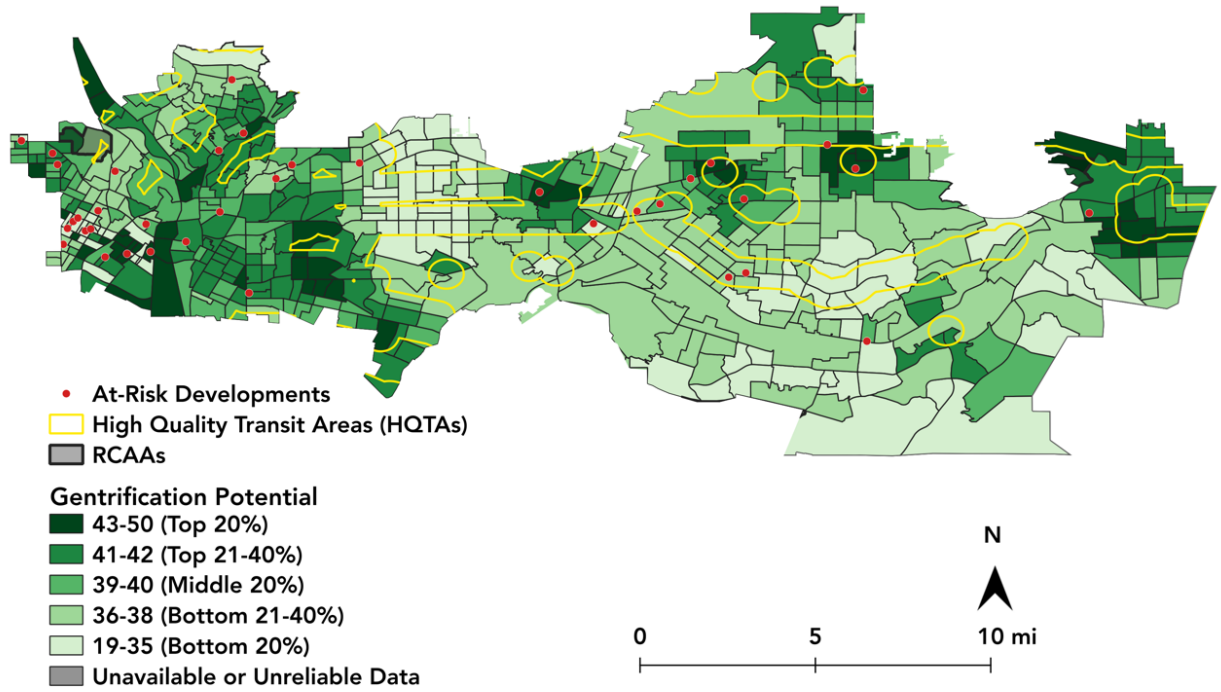 At-Risk Developments
High Quality Transit Areas (HQTAs)
RCAAs
Gentrification Potential
43-50 (Top 20%)
41-42 (Top 21-40%)
39-40 (Middle 20%)
36-38 (Bottom 21-40%)
19-35 (Bottom 20%)
Unavailable or Unreliable Data
N
0 5 10 mi